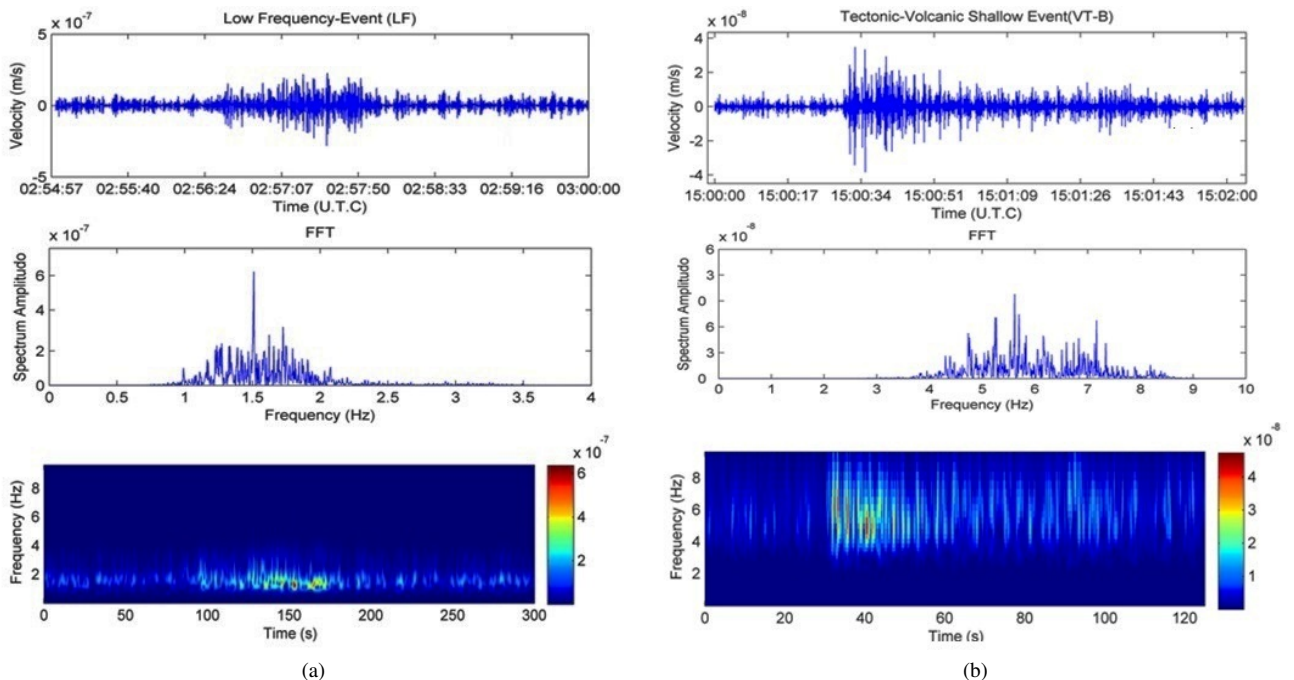 Low Frequency-Event (LF)
x 10-7
5
0
-5
Velocity (m/s)
02:54:57 02:55:40 02:56:24 02:57:07 02:57:50 02:58:33 02:59:16 03:00:00
Time (U.T.C)
FFT
x 10-7
6
4
2
0
Spectrum Amplitudo
0 0.5 1 1.5 2 2.5 3 3.5 4
Frequency (Hz)
8
6
4
2
Frequency (Hz)
0 50 100 150 200 250 300
Time (s)
x 10-7
6
4
2
(a)
Tectonic-Volcanic Shallow Event(VT-B)
x 10-8
4
2
0
-2
-4
Velocity (m/s)
15:00:00 15:00:17 15:00:34 15:00:51 15:01:09 15:01:26 15:01:43 15:02:00
Time (U.T.C)
FFT
x 10-8
6
3
0
6
3
0
Spectrum Amplitudo
0 1 2 3 4 5 6 7 8 9 10
Frequency (Hz)
8
6
4
2
Frequency (Hz)
0 20 40 60 80 100 120
Time (s)
x 10-8
4
3
2
1
(b)